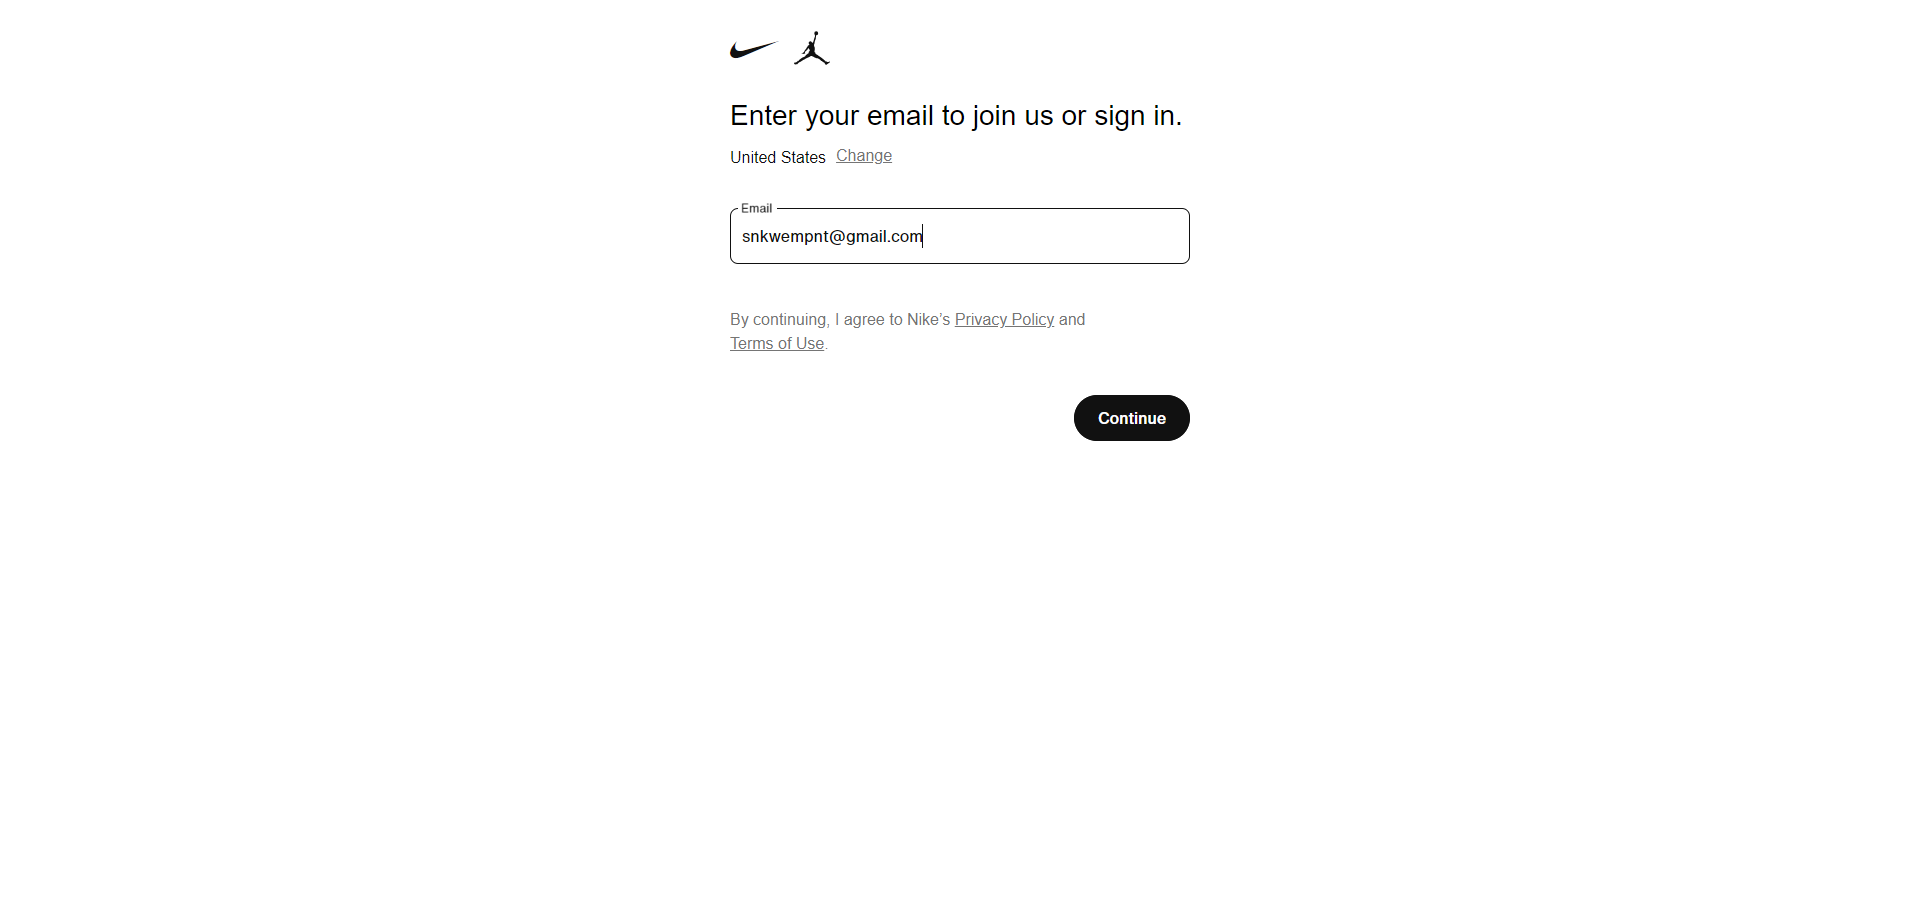 Enter your email to join us or sign in.
United States Change
Email
snkwempnt@gmail.com
By continuing, I agree to Nike’s Privacy Policy and
Terms of Use.
Continue